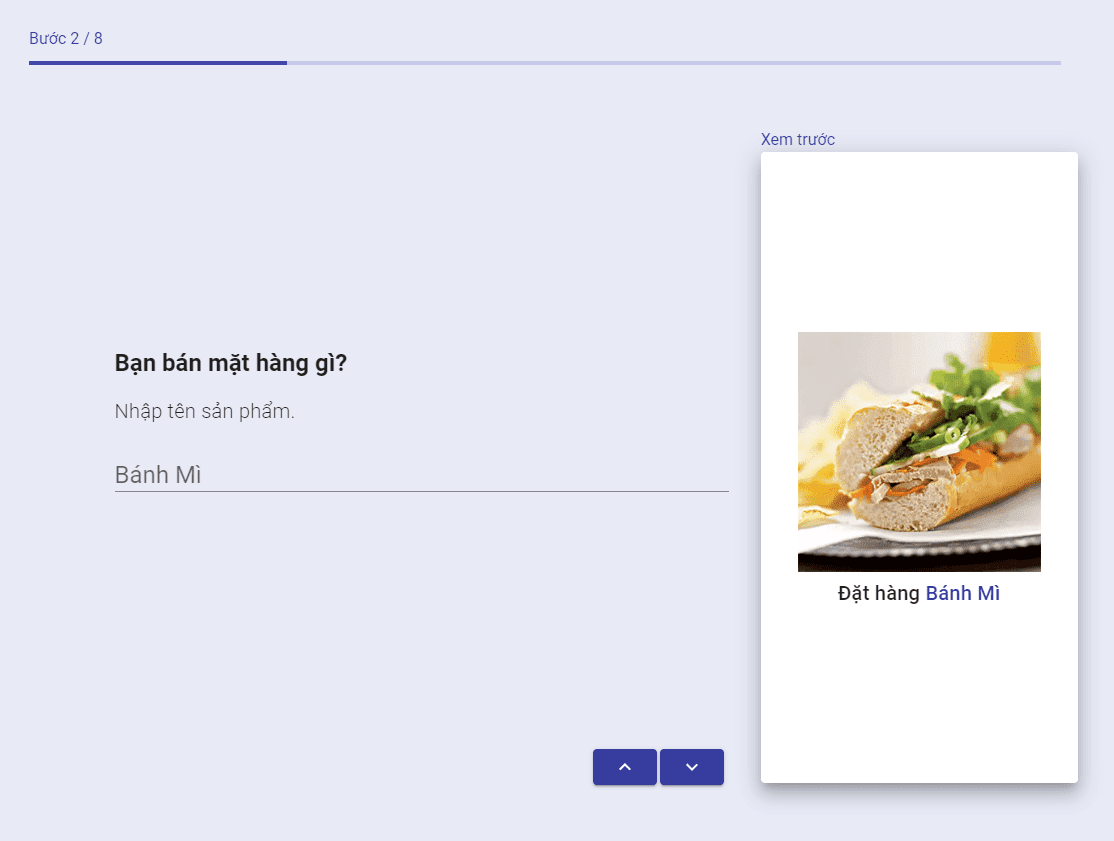 Bước 2 / 8
Xem trước
Bạn bán mặt hàng gì?
Nhập tên sản phẩm.
Bánh Mì
Đặt hàng Bánh Mì